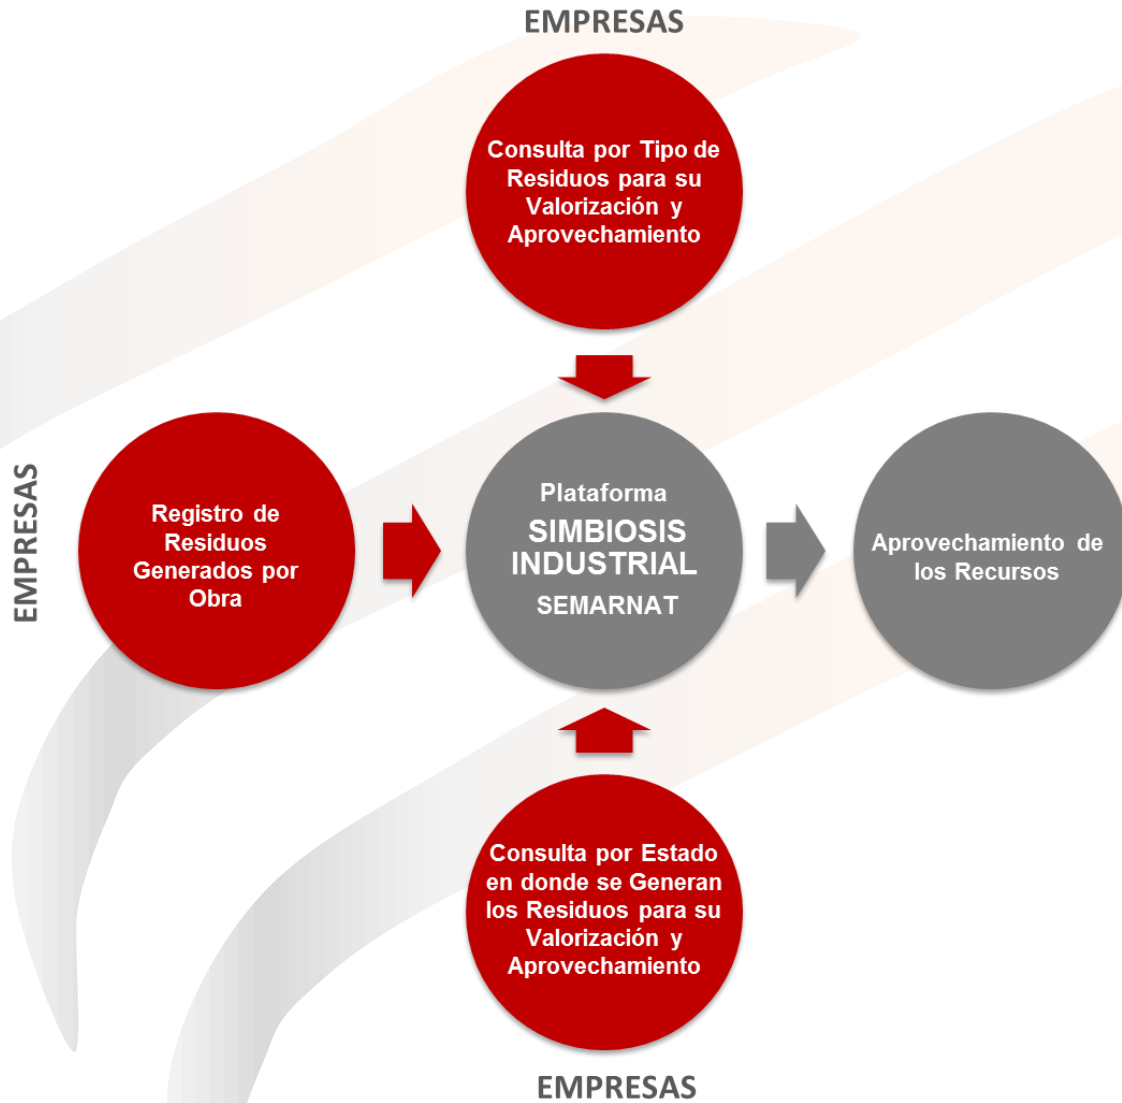 EMPRESAS
Consulta por Tipo de
Residuos para su
Valorización y
Aprovechamiento
EMPRESAS
Registro de
Residuos
Generados por
Obra
Plataforma
SIMBIOSIS
INDUSTRIAL
SEMARNAT
Aprovechamiento de
los Recursos
Consulta por Estado
en donde se Generan
los Residuos para su
Valorización y
Aprovechamiento
EMPRESAS